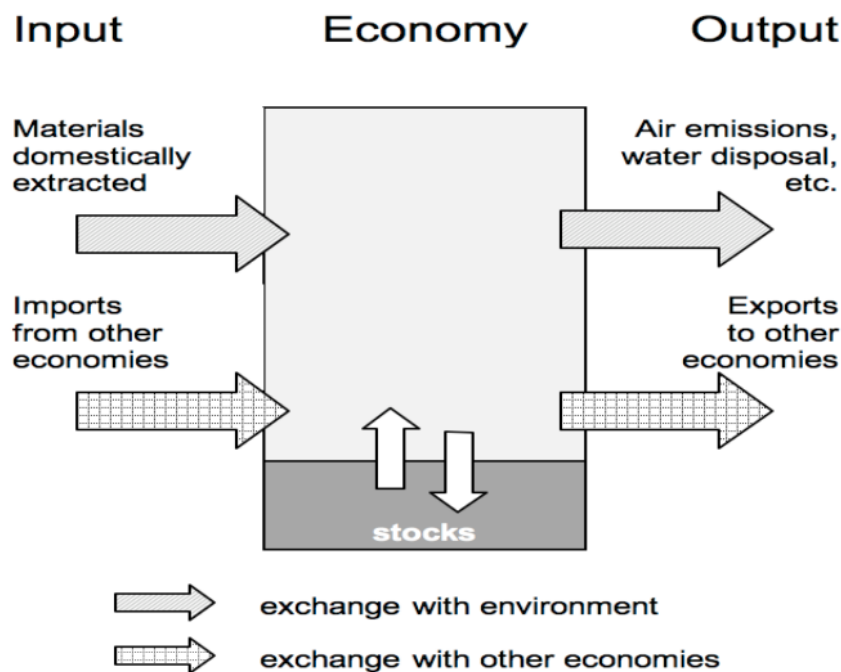 Input
Economy
Output
Materials
domestically
extracted
Air emissions,
water disposal,
etc.
Imports
from other
economies
Exports
to other
economies
stocks
exchange with environment
exchange with other economies